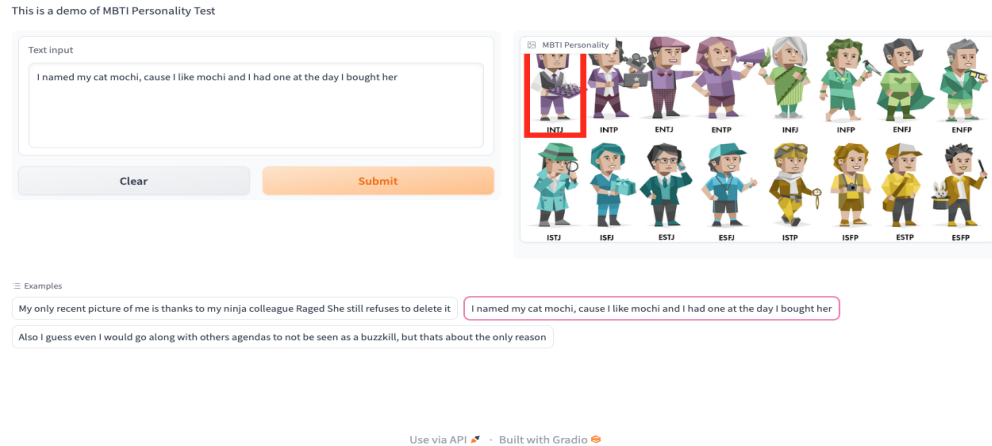 This is a demo of MBTI Personality Test
Text input
I named my cat mochi, cause I like mochi and I had one at the day I bought her
Clear
Submit
MBTI Personality
INTJ
INTP
ENTJ
ENTP
INFJ
INFP
ENFJ
ENFP
ISTJ
ISFJ
ESTJ
ESFJ
ISTP
ISFP
ESTP
ESFP
Examples
My only recent picture of me is thanks to my ninja colleague Raged She still refuses to delete it
I named my cat mochi, cause I like mochi and I had one at the day I bought her
Also I guess even I would go along with others agendas to not be seen as a buzzkill, but thats about the only reason
Use via API · Built with Gradio